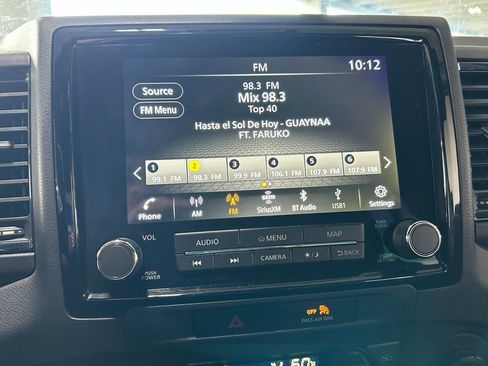 FM
10:12
Source
FM Menu
98.3 FM
Mix 98.3
Top 40
Hasta el Sol De Hoy - GUAYNAA
FT. FARUKO
1 2 3 4 5 6
99.1 FM 98.3 FM 99.9 FM 106.1 FM 107.9 FM 107.9 FM
Phone AM FM SiriusXM BT Audio USB1 Settings
VOL AUDIO MENU MAP TUNE SCROLL
PUSH POWER CAMERA BACK
OFF
PASS AIR BAG
60